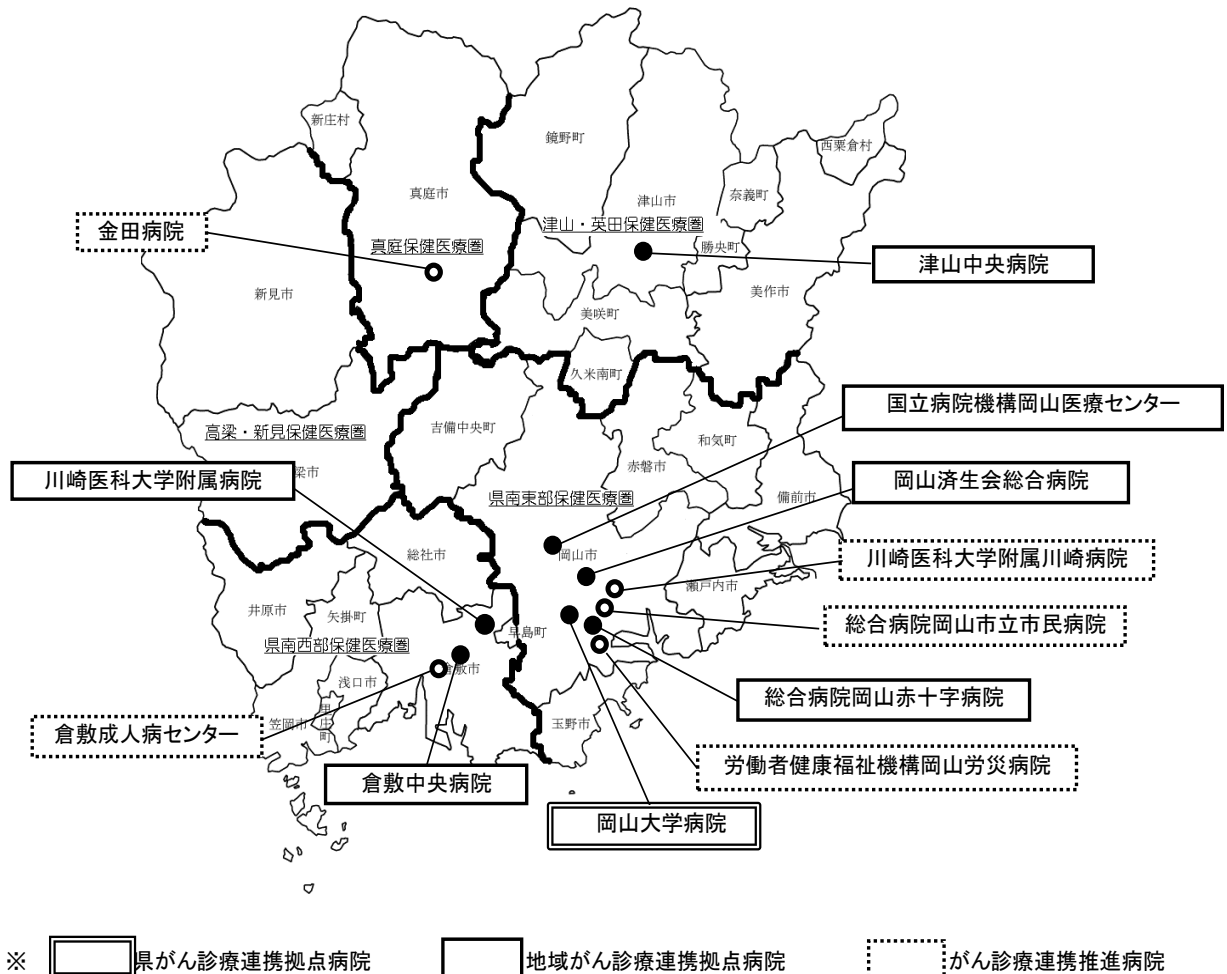 新庄村
鏡野町
西粟倉村
真庭市
津山市
奈義町
金田病院
津山・英田保健医療圏
真庭保健医療圏
勝央町
津山中央病院
新見市
美作市
美咲町
久米南町
国立病院機構岡山医療センター
吉備中央町
和気町
高梁・新見保健医療圏
赤磐市
川崎医科大学附属病院
梁市
岡山済生会総合病院
県南東部保健医療圏
備前市
総社市
岡山市
川崎医科大学附属川崎病院
瀬戸内市
井原市
矢掛町
総合病院岡山市立市民病院
早島町
県南西部保健医療圏
倉敷市
浅口市
総合病院岡山赤十字病院
里庄町
笠岡市
玉野市
倉敷成人病センター
労働者健康福祉機構岡山労災病院
倉敷中央病院
岡山大学病院
※ 県がん診療連携拠点病院 地域がん診療連携拠点病院 がん診療連携推進病院